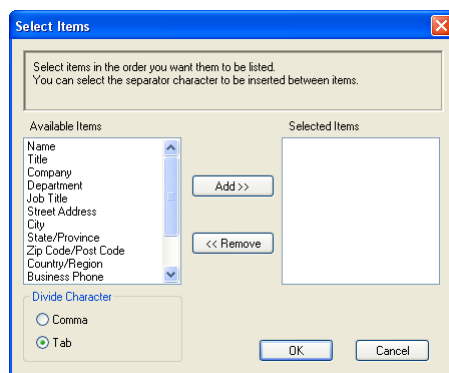 Select Items
Select items in the order you want them to be listed.
You can select the separator character to be inserted between items.
Available Items
Selected Items
Name
Title
Company
Department
Job Title
Street Address
City
State/Province
Zip Code/Post Code
Country/Region
Business Phone
Add >>
<< Remove
Divide Character
Comma
Tab
OK
Cancel